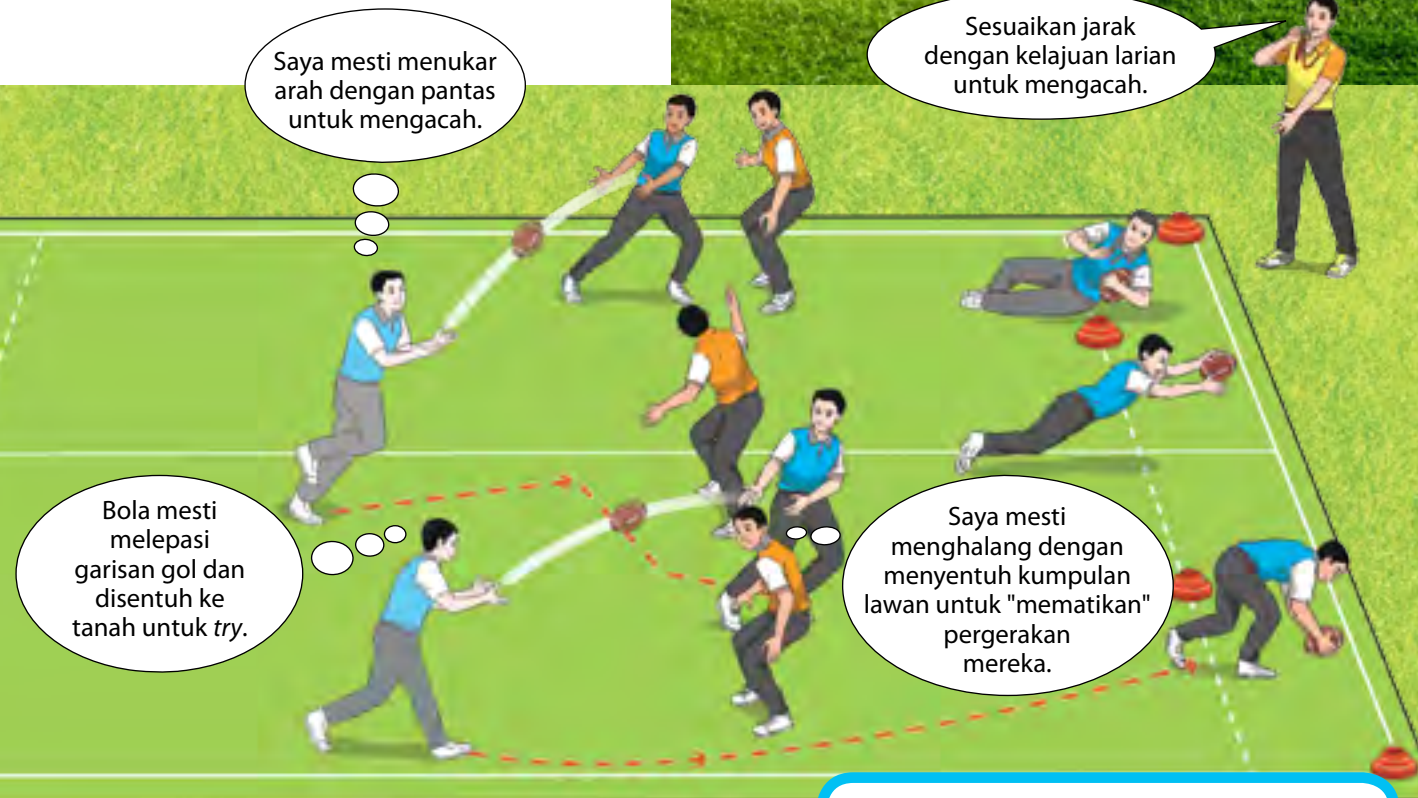 Saya mesti menukar
arah dengan pantas
untuk mengacah.
Sesuaikan jarak
dengan kelajuan larian
untuk mengacah.
Bola mesti
melepasi
garisan gol dan
disentuh ke
tanah untuk try.
Saya mesti
menghalang dengan
menyentuh kumpulan
lawan untuk "mematikan"
pergerakan
mereka.